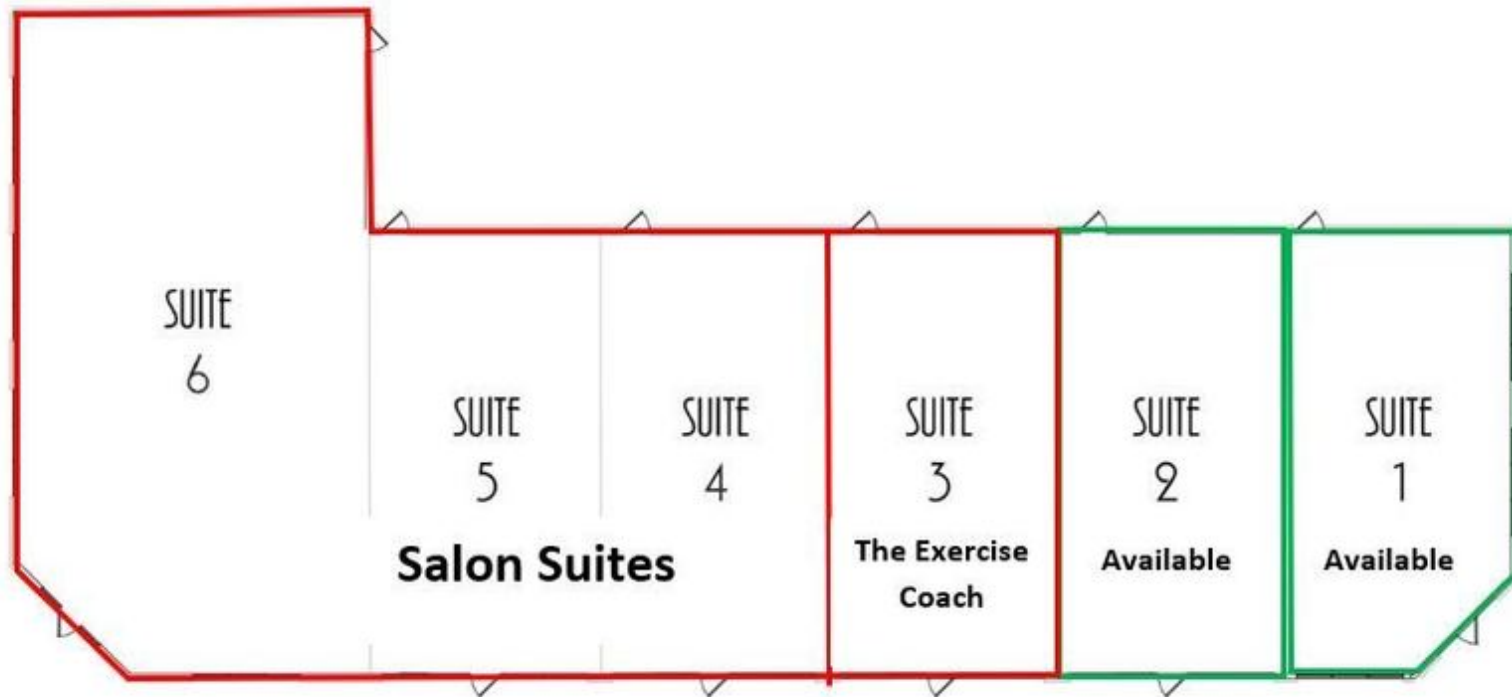 SUITE
6
SUITE
5
SUITE
4
SUITE
3
SUITE
2
SUITE
1
Salon Suites
The Exercise
Coach
Available
Available